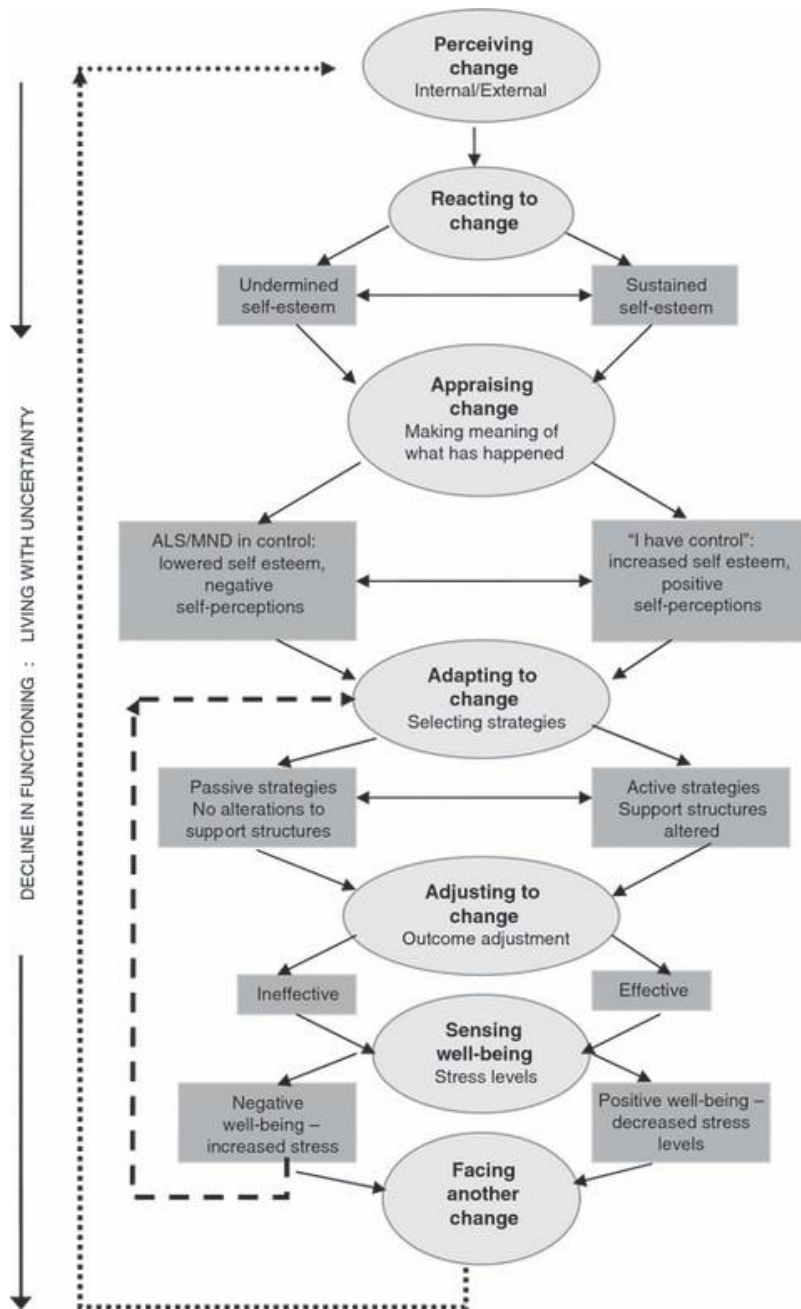 Perceiving
change
Internal/External
Reacting to
change
Undermined
self-esteem
Sustained
self-esteem
Appraising
change
Making meaning of
what has happened
ALS/MND in control:
lowered self esteem,
negative
self-perceptions
“I have control”:
increased self esteem,
positive
self-perceptions
Adapting to
change
Selecting strategies
Passive strategies
No alterations to
support structures
Active strategies
Support structures
altered
Adjusting to
change
Outcome adjustment
Ineffective
Effective
Sensing
well-being
Stress levels
Negative
well-being –
increased stress
Positive well-being –
decreased stress
levels
Facing
another
change
DECLINE IN FUNCTIONING : LIVING WITH UNCERTAINTY